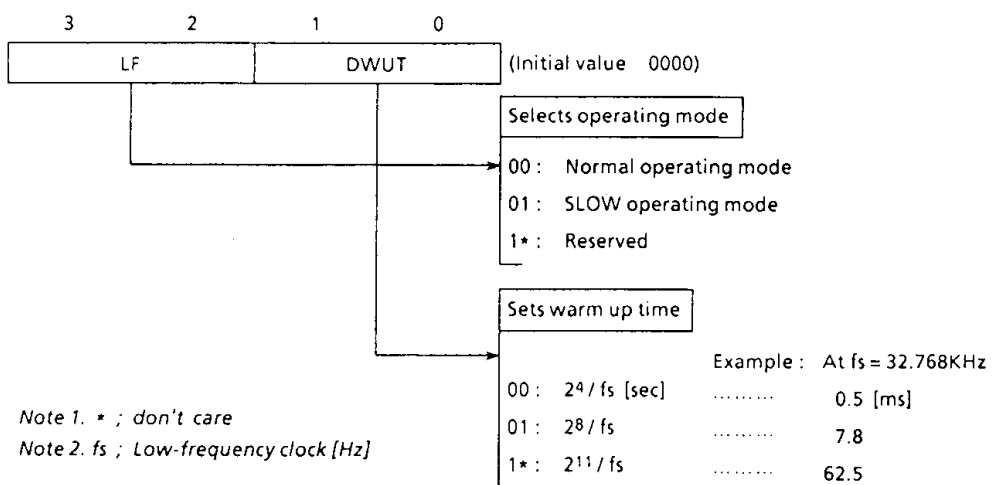 3 2 1 0
LF DWUT (Initial value 0000)
Selects operating mode
00 : Normal operating mode
01 : SLOW operating mode
1* : Reserved
Sets warm up time
Example : At fs = 32.768KHz
00 : 2⁴ / fs [sec] ......... 0.5 [ms]
01 : 2⁸ / fs ......... 7.8
1* : 2¹¹ / fs ......... 62.5
Note 1. * ; don't care
Note 2. fs ; Low-frequency clock [Hz]